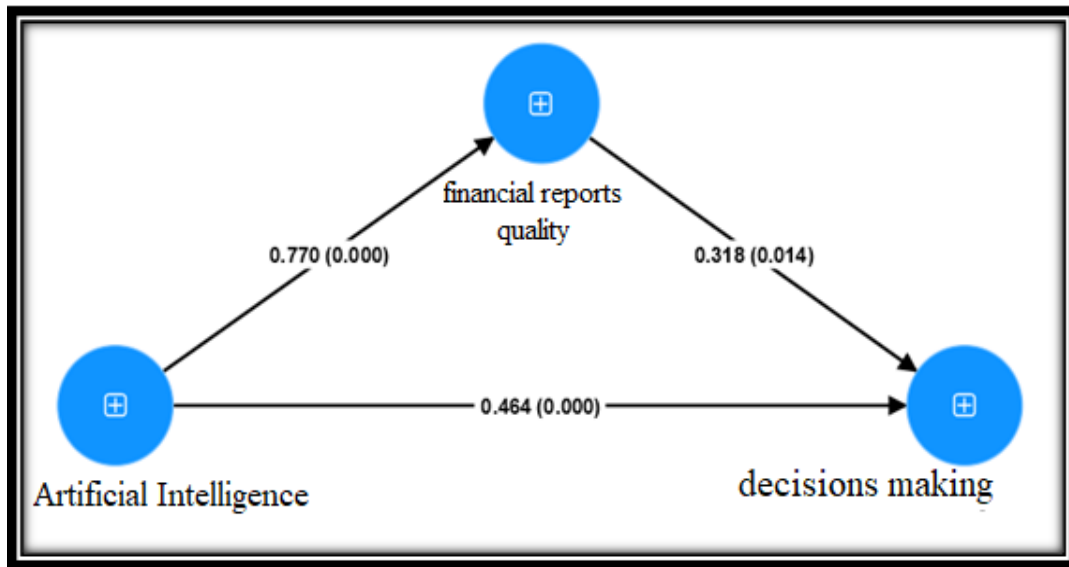 financial reports
quality
0.770 (0.000)
0.318 (0.014)
0.464 (0.000)
Artificial Intelligence
decisions making